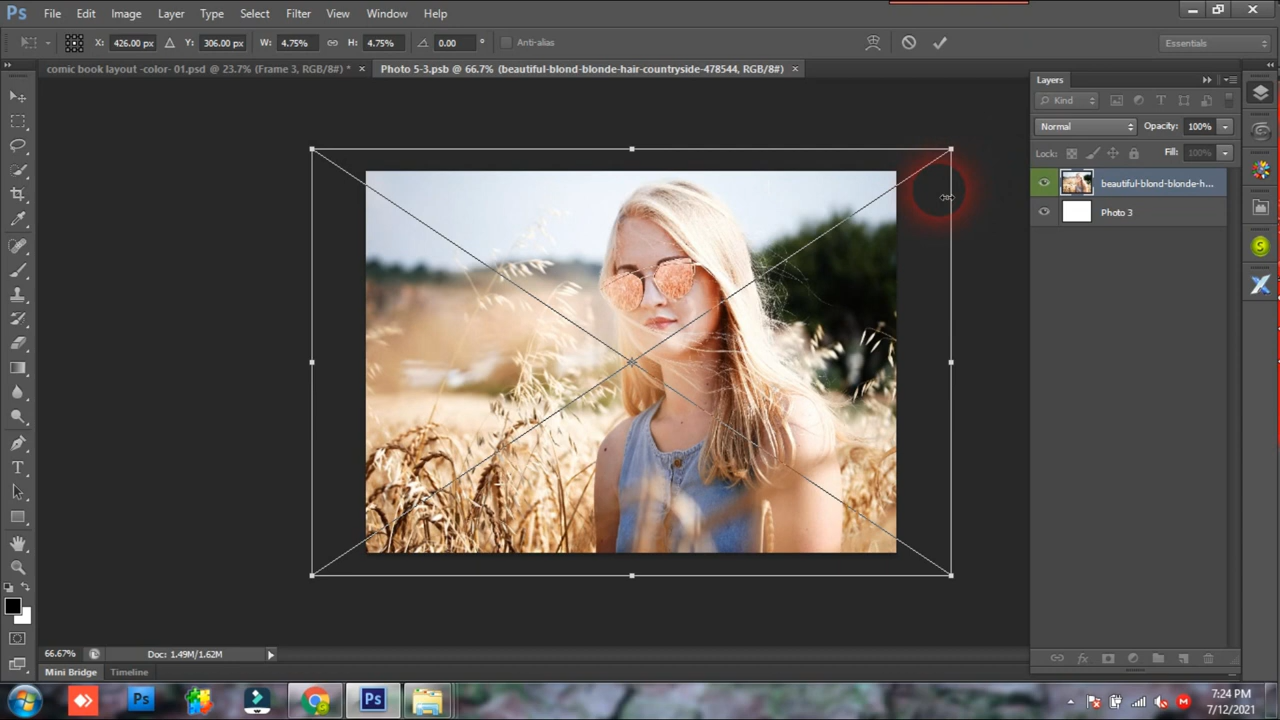 Ps File Edit Image Layer Type Select Filter View Window Help
X: 426.00 px Y: 306.00 px W: 4.75% H: 4.75% 0.00 ° Anti-alias Essentials
comic book layout -color- 01.psd @ 23.7% (Frame 3, RGB/8#) * × Photo 5-3.psb @ 66.7% (beautiful-blond-blonde-hair-countryside-478544, RGB/8#) ×
Layers
Kind
Normal Opacity: 100%
Lock: Fill: 100%
beautiful-blond-blonde-h...
Photo 3
66.67% Doc: 1.49M/1.62M
Mini Bridge Timeline
7:24 PM
7/12/2021